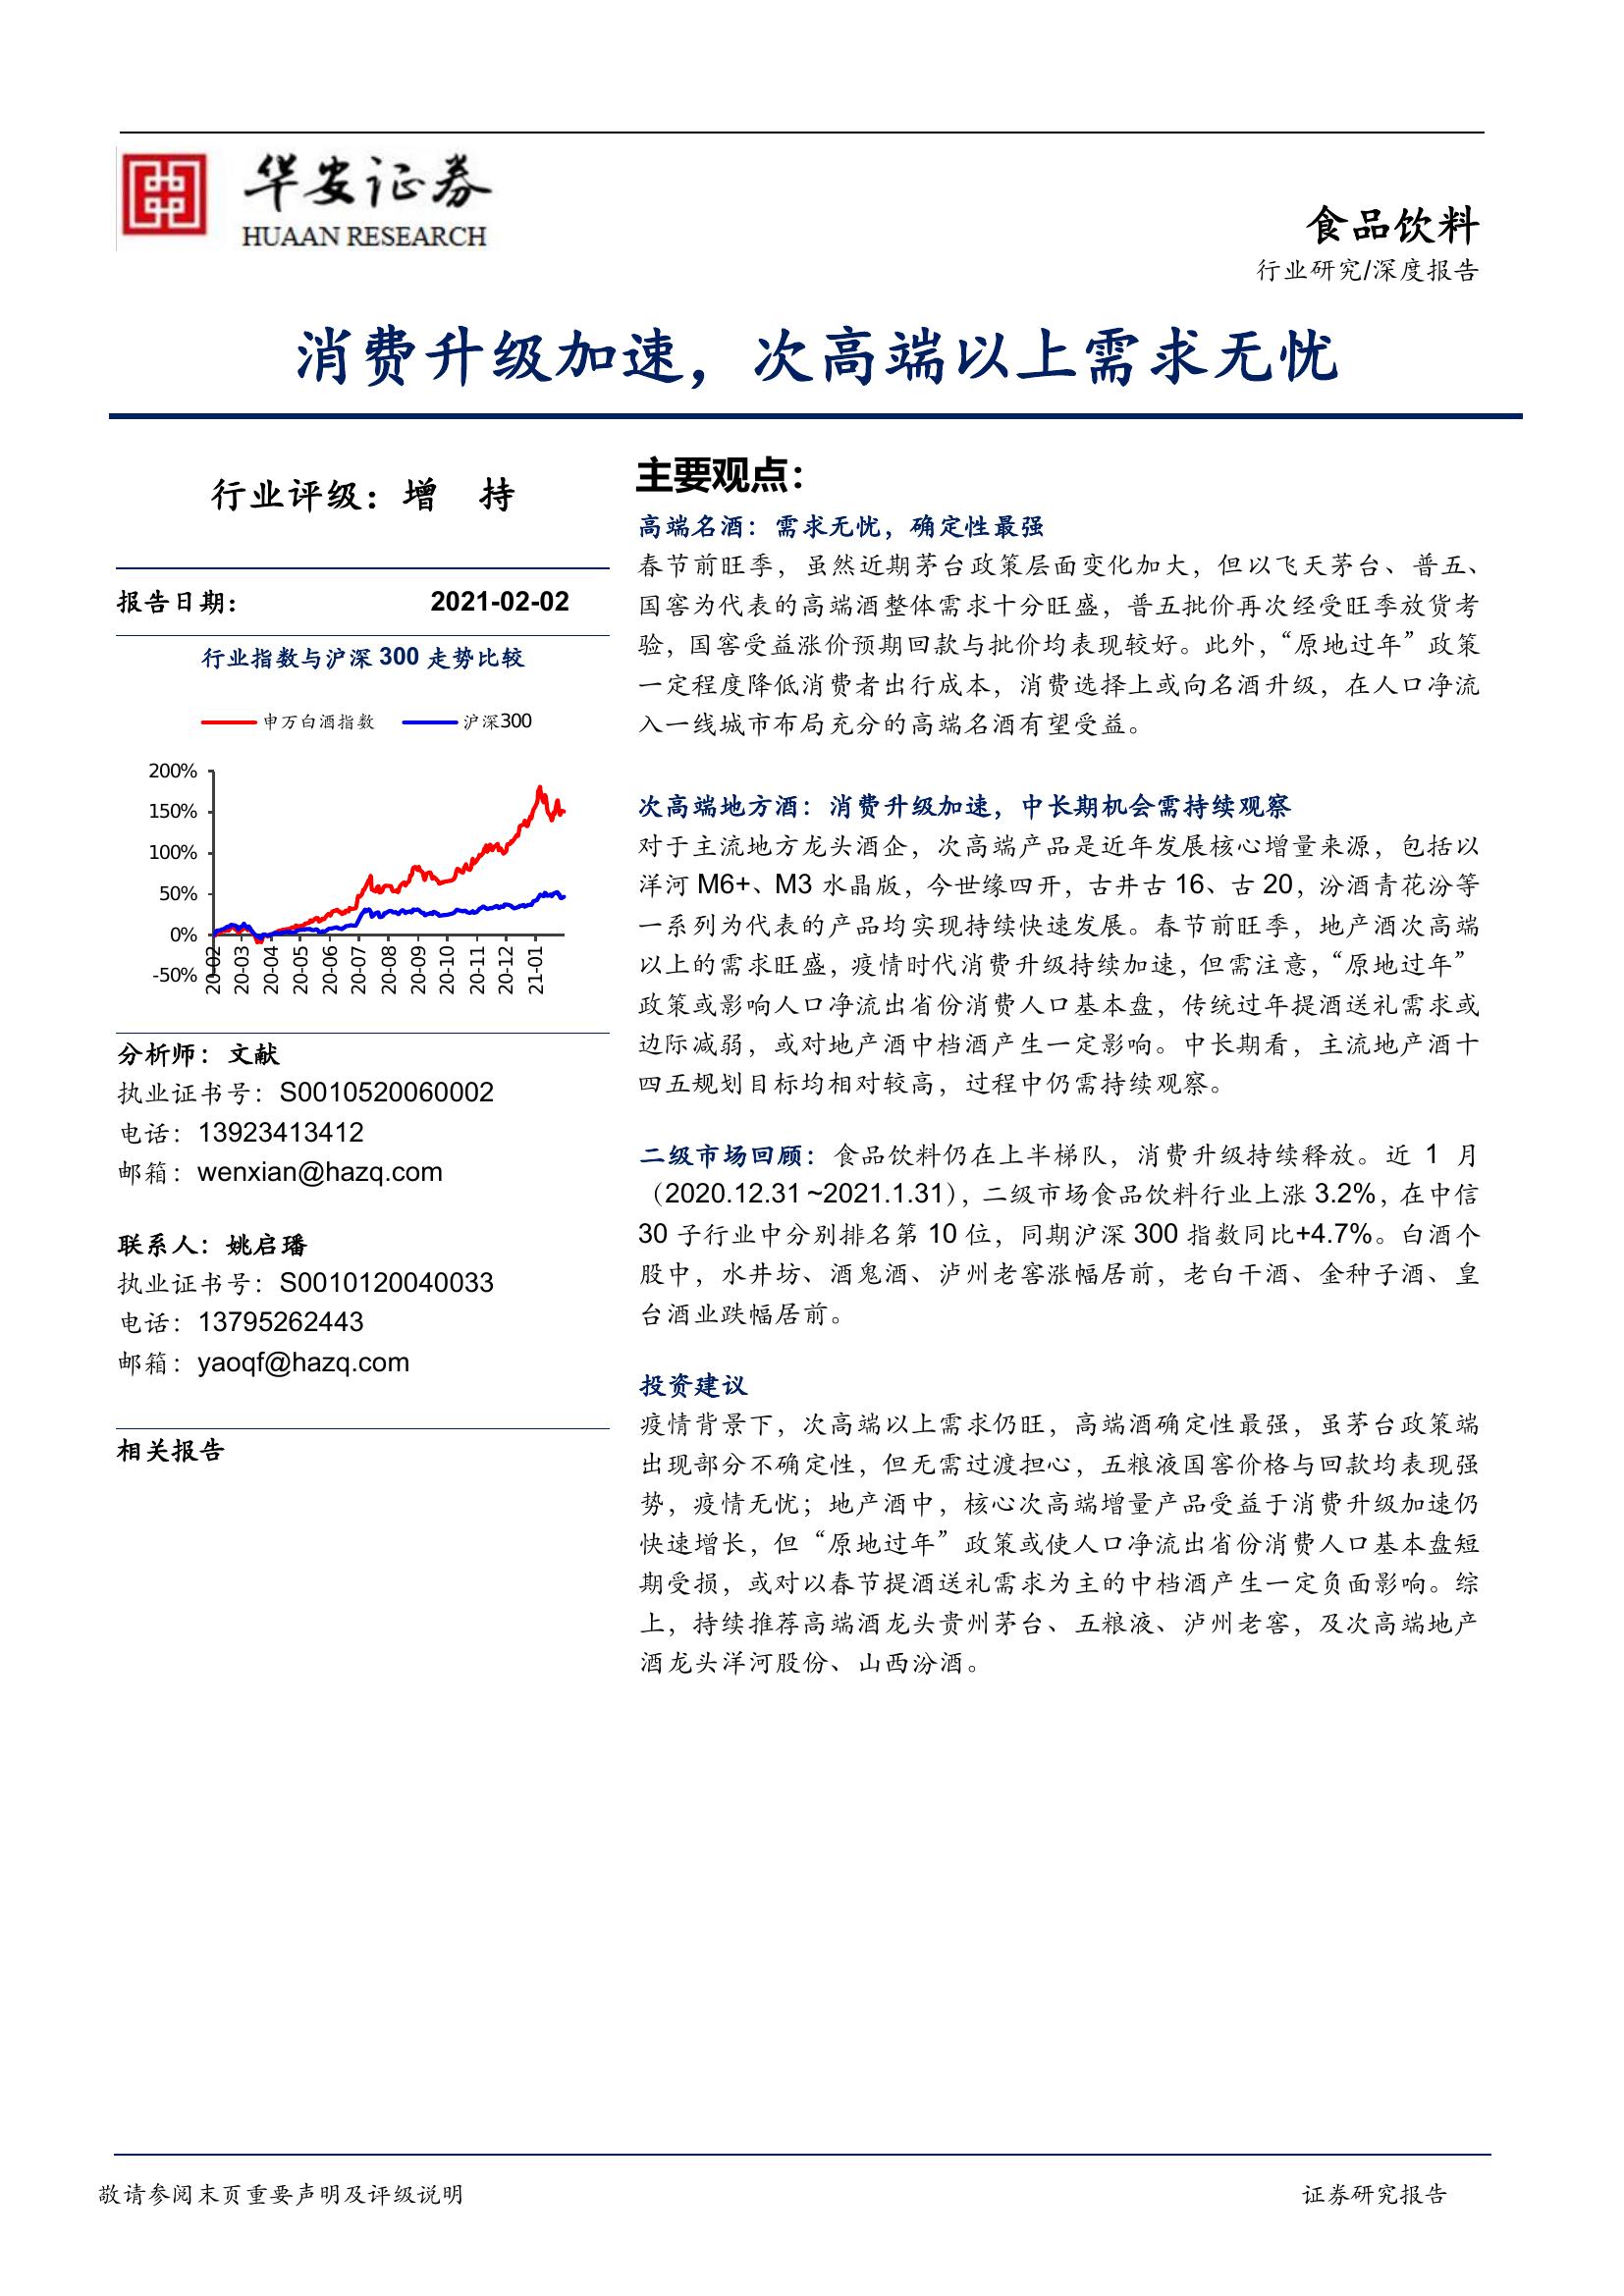 华安证券
HUAAN RESEARCH
食品饮料
行业研究/深度报告
消费升级加速，次高端以上需求无忧
行业评级：增 持
报告日期： 2021-02-02
行业指数与沪深 300 走势比较
申万白酒指数 沪深300
200%
150%
100%
50%
0%
-50%
20-02 20-03 20-04 20-05 20-06 20-07 20-08 20-09 20-10 20-11 20-12 21-01
分析师：文献
执业证书号：S0010520060002
电话：13923413412
邮箱：wenxian@hazq.com
联系人：姚启璠
执业证书号：S0010120040033
电话：13795262443
邮箱：yaoqf@hazq.com
相关报告
主要观点：
高端名酒：需求无忧，确定性最强
春节前旺季，虽然近期茅台政策层面变化加大，但以飞天茅台、普五、
国窖为代表的高端酒整体需求十分旺盛，普五批价再次经受旺季放货考
验，国窖受益涨价预期回款与批价均表现较好。此外，“原地过年”政策
一定程度降低消费者出行成本，消费选择上或向名酒升级，在人口净流
入一线城市布局充分的高端名酒有望受益。
次高端地方酒：消费升级加速，中长期机会需持续观察
对于主流地方龙头酒企，次高端产品是近年发展核心增量来源，包括以
洋河 M6+、M3 水晶版，今世缘四开，古井古 16、古 20，汾酒青花汾等
一系列为代表的产品均实现持续快速发展。春节前旺季，地产酒次高端
以上的需求旺盛，疫情时代消费升级持续加速，但需注意，“原地过年”
政策或影响人口净流出省份消费人口基本盘，传统过年提酒送礼需求或
边际减弱，或对地产酒中档酒产生一定影响。中长期看，主流地产酒十
四五规划目标均相对较高，过程中仍需持续观察。
二级市场回顾：食品饮料仍在上半梯队，消费升级持续释放。近 1 月
（2020.12.31 ~2021.1.31），二级市场食品饮料行业上涨 3.2%，在中信
30 子行业中分别排名第 10 位，同期沪深 300 指数同比+4.7%。白酒个
股中，水井坊、酒鬼酒、泸州老窖涨幅居前，老白干酒、金种子酒、皇
台酒业跌幅居前。
投资建议
疫情背景下，次高端以上需求仍旺，高端酒确定性最强，虽茅台政策端
出现部分不确定性，但无需过渡担心，五粮液国窖价格与回款均表现强
势，疫情无忧；地产酒中，核心次高端增量产品受益于消费升级加速仍
快速增长，但“原地过年”政策或使人口净流出省份消费人口基本盘短
期受损，或对以春节提酒送礼需求为主的中档酒产生一定负面影响。综
上，持续推荐高端酒龙头贵州茅台、五粮液、泸州老窖，及次高端地产
酒龙头洋河股份、山西汾酒。
敬请参阅末页重要声明及评级说明 证券研究报告